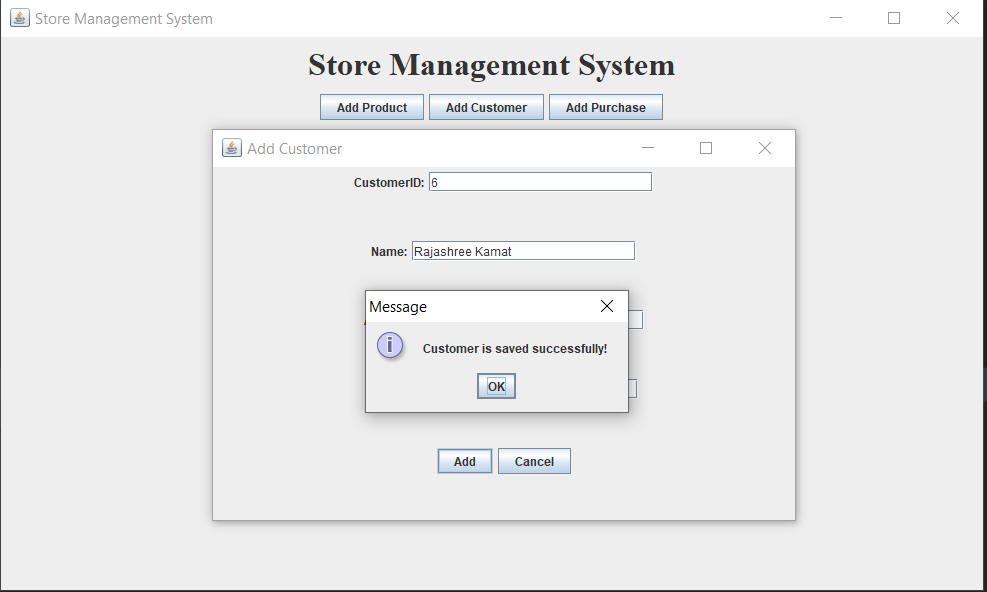 Store Management System
Store Management System
Add Product Add Customer Add Purchase
Add Customer
CustomerID: 6
Name: Rajashree Kamat
Message
Customer is saved successfully!
OK
Add Cancel